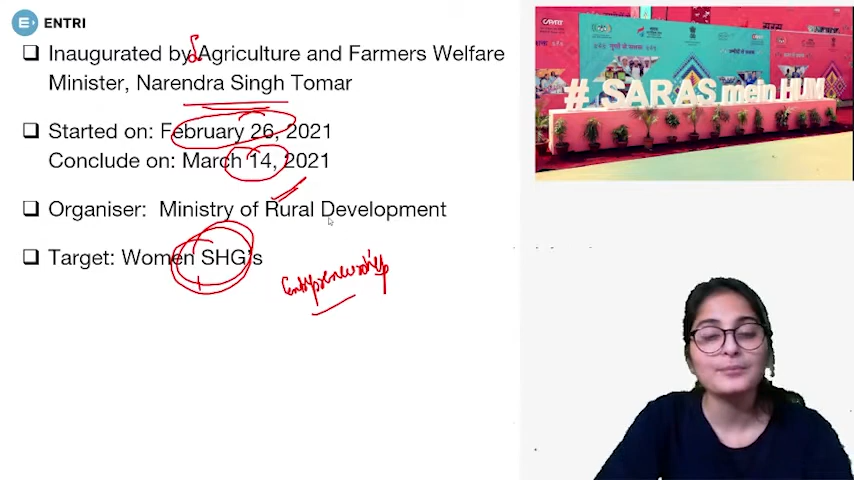 ENTRI
Inaugurated by Agriculture and Farmers Welfare
Minister, Narendra Singh Tomar
Started on: February 26, 2021
Conclude on: March 14, 2021
Organiser: Ministry of Rural Development
Target: Women SHG's
Entrepreneurship
# SARAS mein HUM